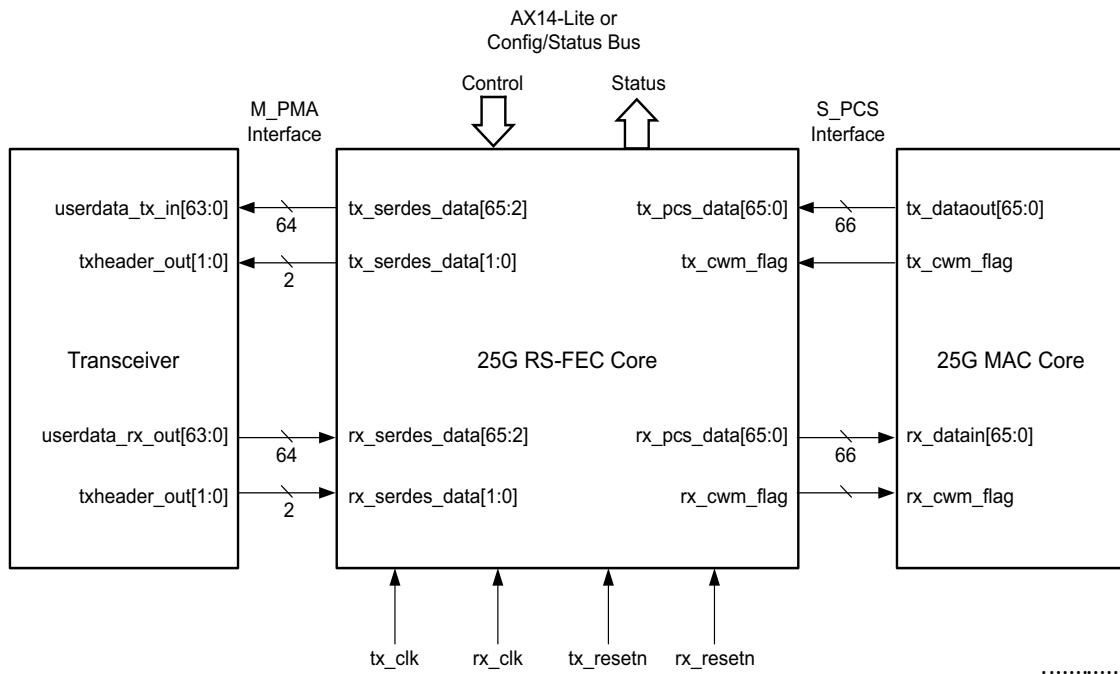 AX14-Lite or
Config/Status Bus
Control
Status
M_PMA
Interface
S_PCS
Interface
userdata_tx_in[63:0]
64
tx_serdes_data[65:2]
tx_pcs_data[65:0]
66
tx_dataout[65:0]
txheader_out[1:0]
2
tx_serdes_data[1:0]
tx_cwm_flag
tx_cwm_flag
Transceiver
25G RS-FEC Core
25G MAC Core
userdata_rx_out[63:0]
64
rx_serdes_data[65:2]
rx_pcs_data[65:0]
66
rx_datain[65:0]
txheader_out[1:0]
2
rx_serdes_data[1:0]
rx_cwm_flag
rx_cwm_flag
tx_clk
rx_clk
tx_resetn
rx_resetn